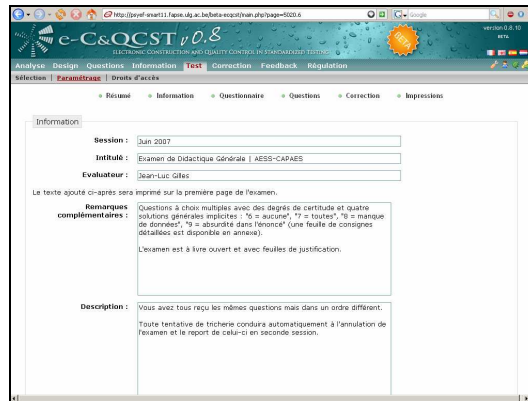 http://psyef-smart11.fapse.ulg.ac.be/beta-ecqcst/main.php?page=5020.6
Google
e-C&QCST v0.8
ELECTRONIC CONSTRUCTION AND QUALITY CONTROL IN STANDARDIZED TESTING
BETA
version 0.8.10
BETA
Analyse Design Questions Information Test Correction Feedback Régulation
Sélection | Paramétrage | Droits d'accès
Résumé Information Questionnaire Questions Correction Impressions
Information
Session : Juin 2007
Intitulé : Examen de Didactique Générale | AESS-CAPAES
Evaluateur : Jean-Luc Gilles
Le texte ajouté ci-après sera imprimé sur la première page de l'examen.
Remarques complémentaires :
Questions à choix multiples avec des degrés de certitude et quatre
solutions générales implicites : "6 = aucune", "7 = toutes", "8 = manque
de données", "9 = absurdité dans l'énoncé" (une feuille de consignes
détaillées est disponible en annexe).
L'examen est à livre ouvert et avec feuilles de justification.
Description :
Vous avez tous reçu les mêmes questions mais dans un ordre différent.
Toute tentative de tricherie conduira automatiquement à l'annulation de
l'examen et le report de celui-ci en seconde session.